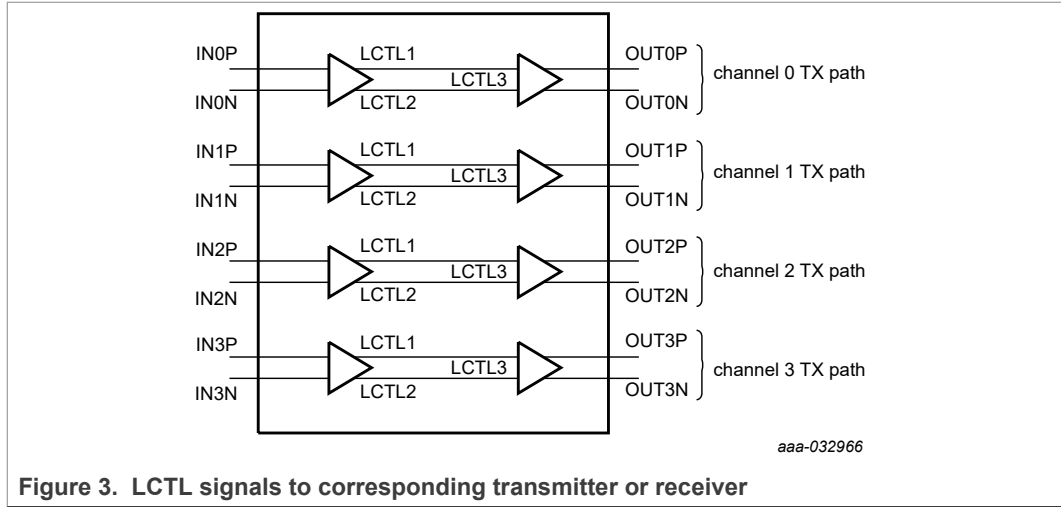 IN0P LCTL1 OUT0P
LCTL3 channel 0 TX path
IN0N LCTL2 OUT0N
IN1P LCTL1 OUT1P
LCTL3 channel 1 TX path
IN1N LCTL2 OUT1N
IN2P LCTL1 OUT2P
LCTL3 channel 2 TX path
IN2N LCTL2 OUT2N
IN3P LCTL1 OUT3P
LCTL3 channel 3 TX path
IN3N LCTL2 OUT3N
aaa-032966
Figure 3. LCTL signals to corresponding transmitter or receiver